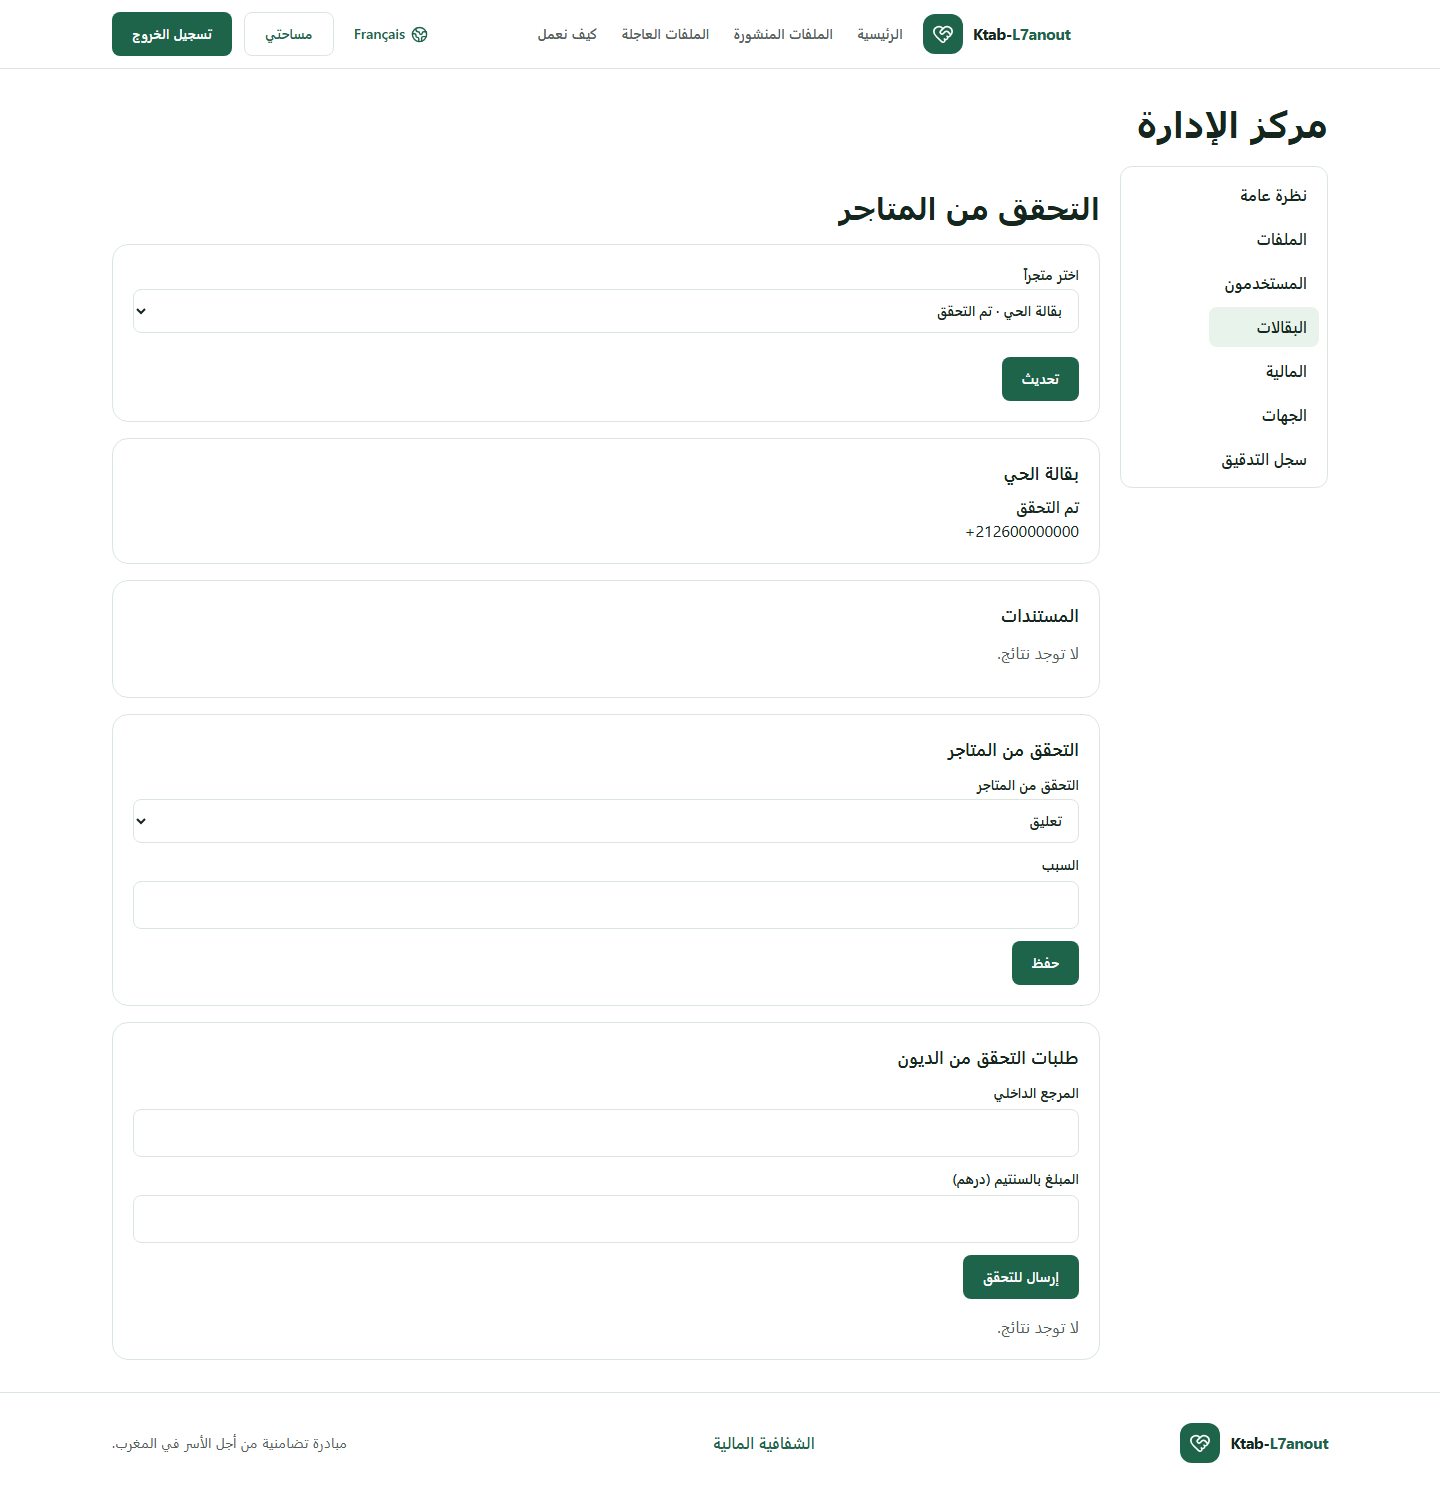 Ktab-L7anout
الرئيسية
الملفات المنشورة
الملفات العاجلة
كيف نعمل
Français
مساحتي
تسجيل الخروج
مركز الإدارة
نظرة عامة
الملفات
المستخدمون
البقالات
المالية
الجهات
سجل التدقيق
التحقق من المتاجر
اختر متجراً
بقالة الحي · تم التحقق
تحديث
بقالة الحي
تم التحقق
+212600000000
المستندات
لا توجد نتائج.
التحقق من المتاجر
التحقق من المتاجر
تعليق
السبب
حفظ
طلبات التحقق من الديون
المرجع الداخلي
المبلغ بالسنتيم (درهم)
إرسال للتحقق
لا توجد نتائج.
Ktab-L7anout
الشفافية المالية
مبادرة تضامنية من أجل الأسر في المغرب.